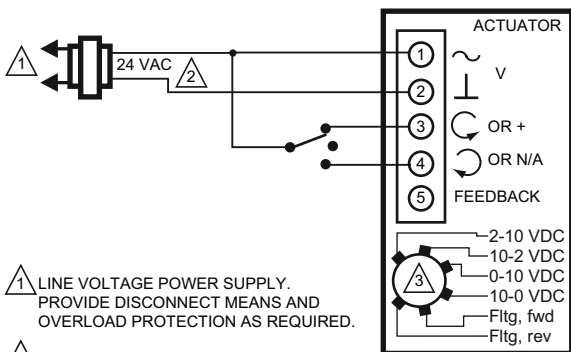 ACTUATOR
1
24 VAC
2
1
V
2
3
OR +
4
OR N/A
5
FEEDBACK
2-10 VDC
10-2 VDC
3
0-10 VDC
10-0 VDC
Fltg, fwd
Fltg, rev
1 LINE VOLTAGE POWER SUPPLY.
PROVIDE DISCONNECT MEANS AND
OVERLOAD PROTECTION AS REQUIRED.